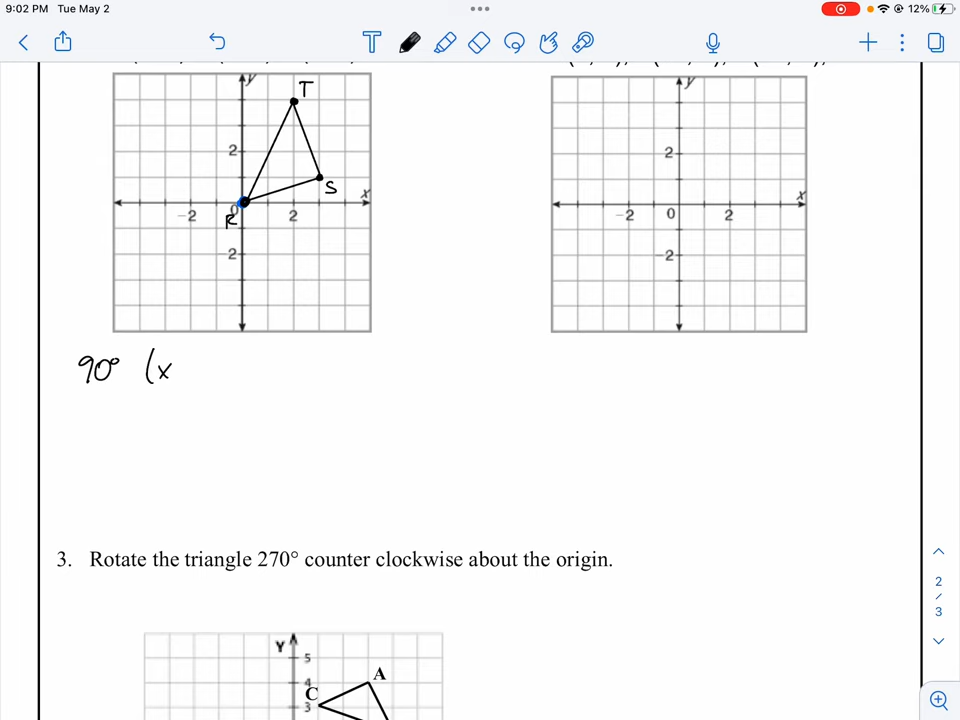 9:02 PM Tue May 2
12%
y
T
2
S
x
-2
0
R
2
-2
y
2
x
-2
0
2
-2
90° (x
3. Rotate the triangle 270° counter clockwise about the origin.
2
/
3
Y
5
A
4
C
3